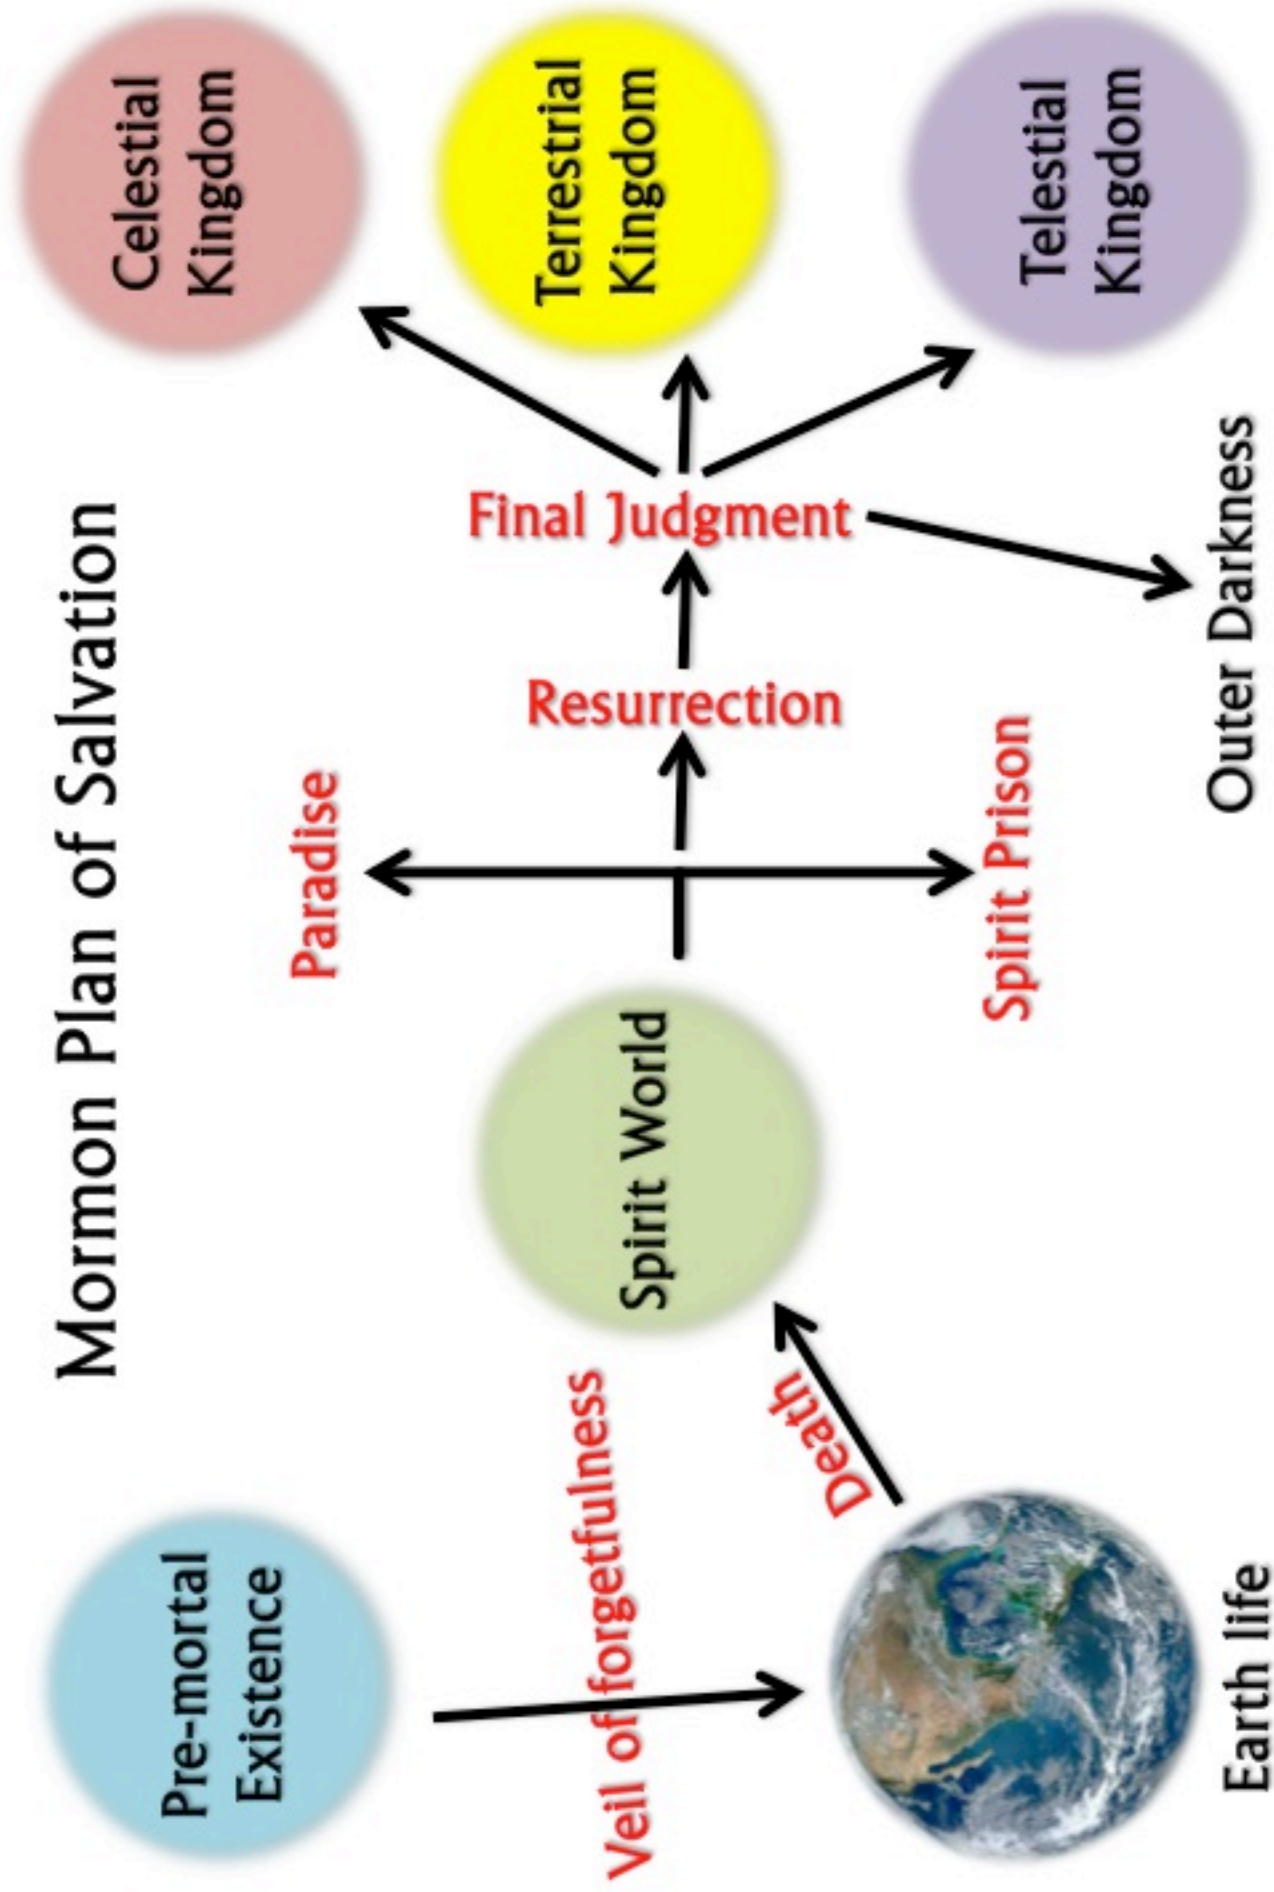 Mormon Plan of Salvation
Pre-mortal
Existence
Veil of forgetfulness
Earth life
Death
Spirit World
Paradise
Spirit Prison
Resurrection
Final Judgment
Celestial
Kingdom
Terrestrial
Kingdom
Telestial
Kingdom
Outer Darkness